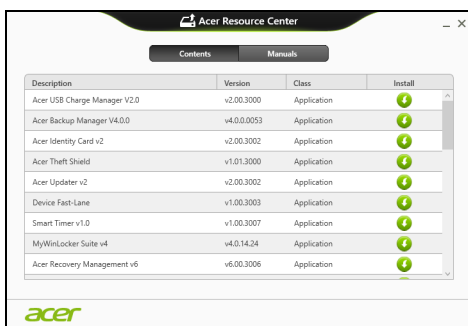 Acer Resource Center
Contents Manuals
Description Version Class Install
Acer USB Charge Manager V2.0 v2.00.3000 Application
Acer Backup Manager V4.0.0 v4.0.0.0053 Application
Acer Identity Card v2 v2.00.3002 Application
Acer Theft Shield v1.01.3000 Application
Acer Updater v2 v2.00.3002 Application
Device Fast-Lane v1.00.3003 Application
Smart Timer v1.0 v1.00.3007 Application
MyWinLocker Suite v4 v4.0.14.24 Application
Acer Recovery Management v6 v6.00.3006 Application
acer